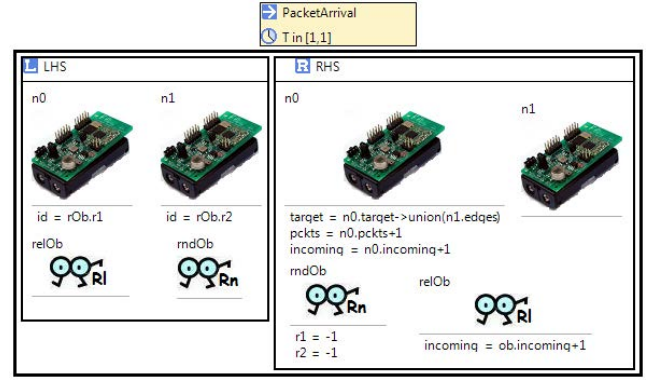 PacketArrival
T in [1,1]
L LHS
n0 n1
id = rOb.r1 id = rOb.r2
relOb rndOb
Rl Rn
R RHS
n0
n1
target = n0.target->union(n1.edges)
pckts = n0.pckts+1
incoming = n0.incoming+1
rndOb
relOb
Rn
Rl
r1 = -1
r2 = -1
incoming = ob.incoming+1